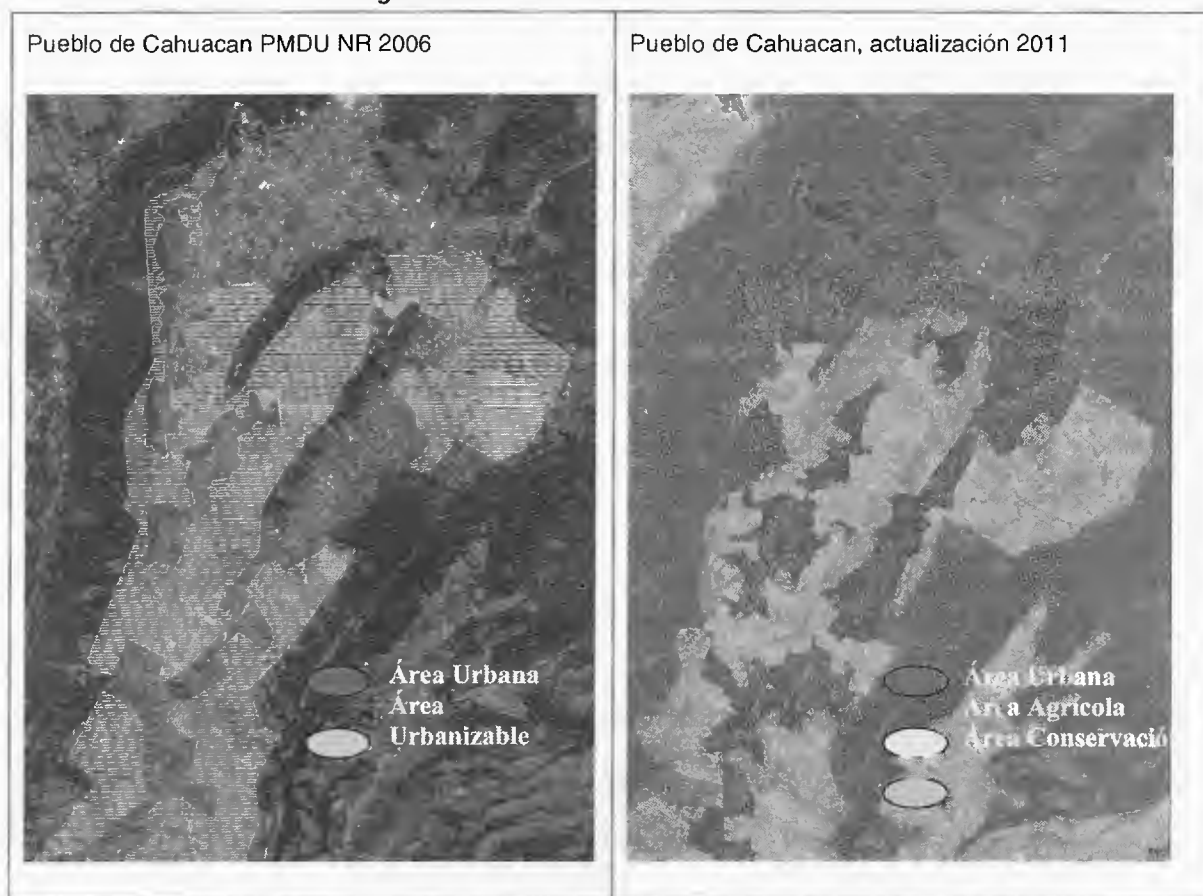 Pueblo de Cahuacan PMDU NR 2006
Pueblo de Cahuacan, actualización 2011
Área Urbana
Área
Urbanizable
Área Urbana
Área Agrícola
Área Conservació